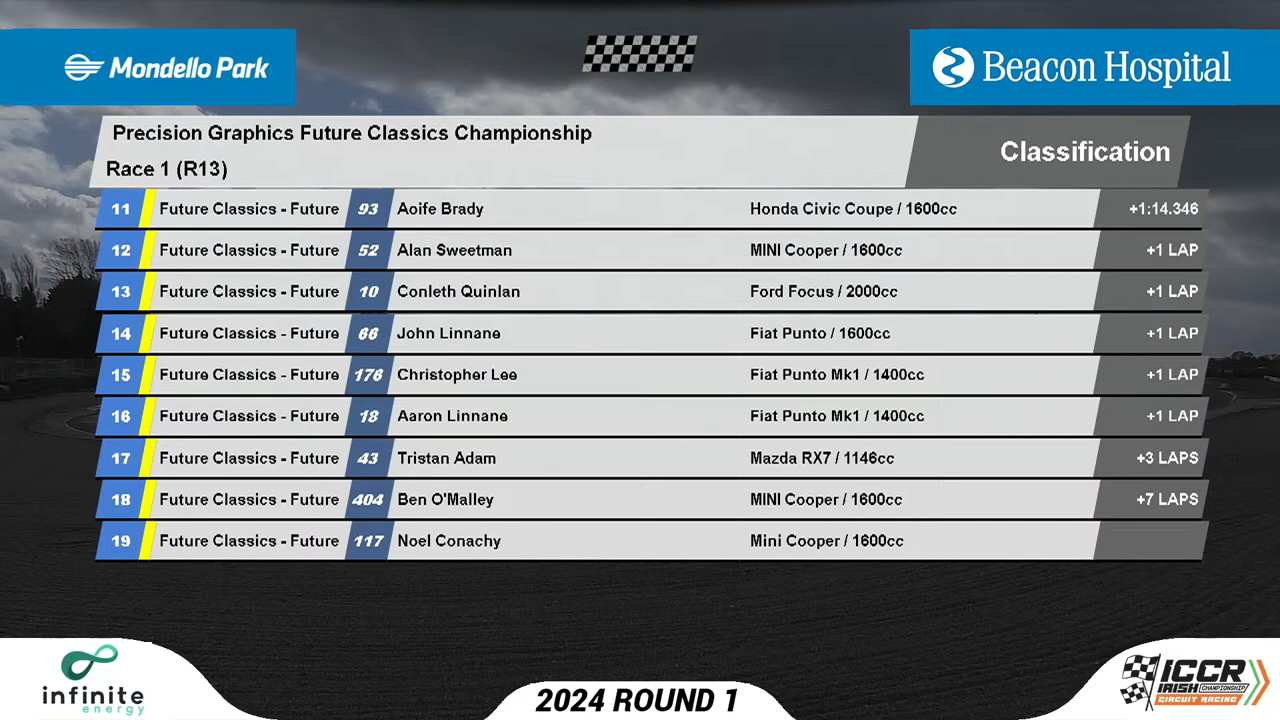 Mondello Park
Beacon Hospital
Precision Graphics Future Classics Championship
Race 1 (R13)
Classification
11 Future Classics - Future 93 Aoife Brady Honda Civic Coupe / 1600cc +1:14.346
12 Future Classics - Future 52 Alan Sweetman MINI Cooper / 1600cc +1 LAP
13 Future Classics - Future 10 Conleth Quinlan Ford Focus / 2000cc +1 LAP
14 Future Classics - Future 66 John Linnane Fiat Punto / 1600cc +1 LAP
15 Future Classics - Future 176 Christopher Lee Fiat Punto Mk1 / 1400cc +1 LAP
16 Future Classics - Future 18 Aaron Linnane Fiat Punto Mk1 / 1400cc +1 LAP
17 Future Classics - Future 43 Tristan Adam Mazda RX7 / 1146cc +3 LAPS
18 Future Classics - Future 404 Ben O'Malley MINI Cooper / 1600cc +7 LAPS
19 Future Classics - Future 117 Noel Conachy Mini Cooper / 1600cc
infinite
energy
2024 ROUND 1
ICCR
IRISH CHAMPIONSHIP
CIRCUIT RACING